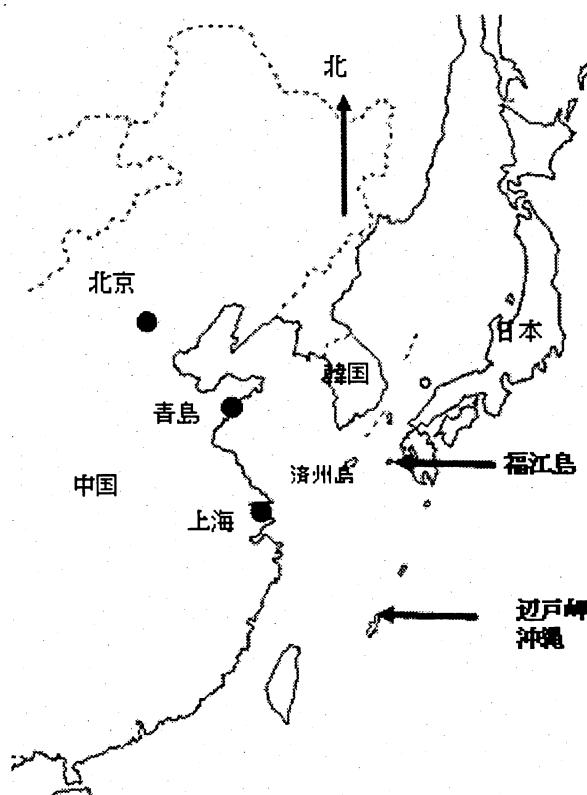 北
北京
日本
韓国
青島
済州島
福江島
中国
上海
辺戸岬
沖縄